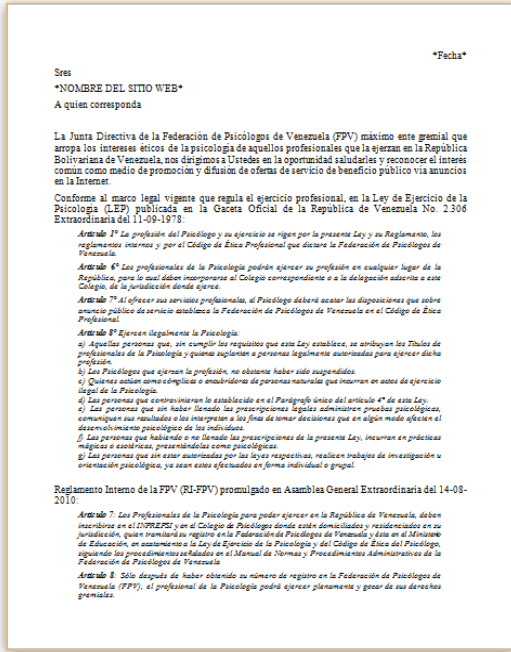 *Fecha*
Sres
*NOMBRE DEL SITIO WEB*
A quien corresponda
La Junta Directiva de la Federación de Psicólogos de Venezuela (FPV) máximo ente gremial que
arropa los intereses éticos de la psicología de aquellos profesionales que la ejerzan en la República
Bolivariana de Venezuela, nos dirigimos a Ustedes en la oportunidad saludarles y reconocer el interés
común como medio de promoción y difusión de ofertas de servicio de beneficio público vía anuncios
en la Internet.
Conforme al marco legal vigente que regula el ejercicio profesional, en la Ley de Ejercicio de la
Psicología (LEP) publicada en la Gaceta Oficial de la República de Venezuela No. 2.306
Extraordinaria del 11-09-1978:
Artículo 1º La profesión del Psicólogo y su ejercicio se rigen por la presente Ley y su Reglamento, los
reglamentos internos y por el Código de Ética Profesional que dictare la Federación de Psicólogos de
Venezuela.
Artículo 6º Los profesionales de la Psicología podrán ejercer su profesión en cualquier lugar de la
República, para lo cual deben incorporarse al Colegio correspondiente o a la delegación adscrita a este
Colegio, de la jurisdicción donde ejerza.
Artículo 7º Al ofrecer sus servicios profesionales, el Psicólogo deberá acatar las disposiciones que sobre
anuncio público de servicio establezca la Federación de Psicólogos de Venezuela en el Código de Ética
Profesional.
Artículo 8º Ejercen ilegalmente la Psicología:
a) Aquellas personas que, sin cumplir los requisitos que esta Ley establece, se atribuyan los Títulos de
profesionales de la Psicología y quienes suplanten a personas legalmente autorizadas para ejercer dicha
profesión.
b) Los Psicólogos que ejerzan la profesión, no obstante haber sido suspendidos.
c) Quienes actúen como cómplices o encubridores de personas naturales que incurran en actos de ejercicio
ilegal de la Psicología.
d) Las personas que contravinieran lo establecido en el Parágrafo único del artículo 4º de esta Ley.
e) Las personas que sin haber llenado las prescripciones legales administren pruebas psicológicas,
comuniquen sus resultados o los interpreten a los fines de tomar decisiones que en algún modo afecten el
desenvolvimiento psicológico de los individuos.
f) Las personas que habiendo o no llenado las prescripciones de la presente Ley, incurran en prácticas
mágicas o esotéricas, presentándolas como psicológicas.
g) Las personas que sin estar autorizadas por las leyes respectivas, realicen trabajos de investigación u
orientación psicológica, ya sean estos efectuados en forma individual o grupal.
Reglamento Interno de la FPV (RI-FPV) promulgado en Asamblea General Extraordinaria del 14-08-
2010:
Artículo 7: Los Profesionales de la Psicología para poder ejercer en la República de Venezuela, deben
inscribirse en el INPREPSI y en el Colegio de Psicólogos donde estén domiciliados y residenciados en su
jurisdicción, quien tramitará su registro en la Federación de Psicólogos de Venezuela y ésta en el Ministerio
de Educación, en acatamiento a la Ley de Ejercicio de la Psicología y del Código de Ética del Psicólogo,
siguiendo los procedimientos señalados en el Manual de Normas y Procedimientos Administrativos de la
Federación de Psicólogos de Venezuela
Artículo 8: Sólo después de haber obtenido su número de registro en la Federación de Psicólogos de
Venezuela (FPV), el profesional de la Psicología podrá ejercer plenamente y gozar de sus derechos
gremiales.